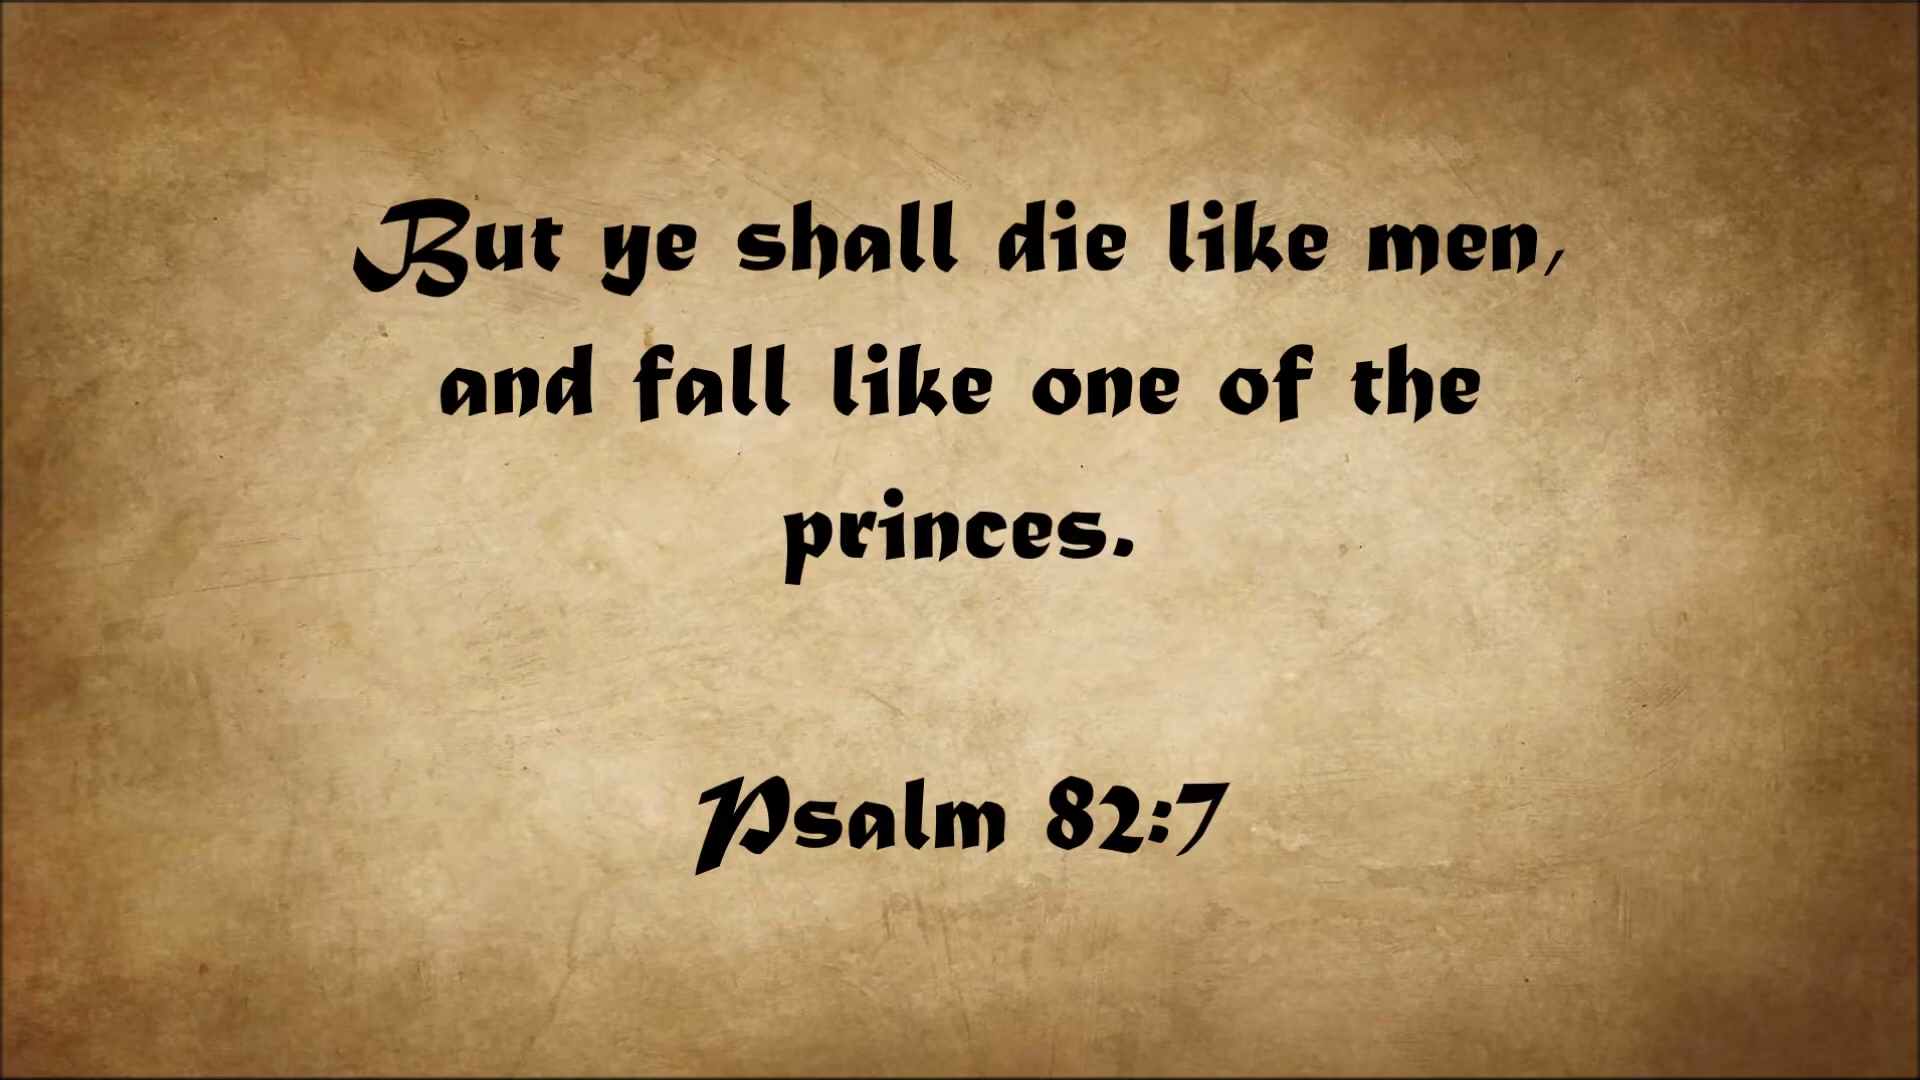 But ye shall die like men,
and fall like one of the
princes.
Psalm 82:7